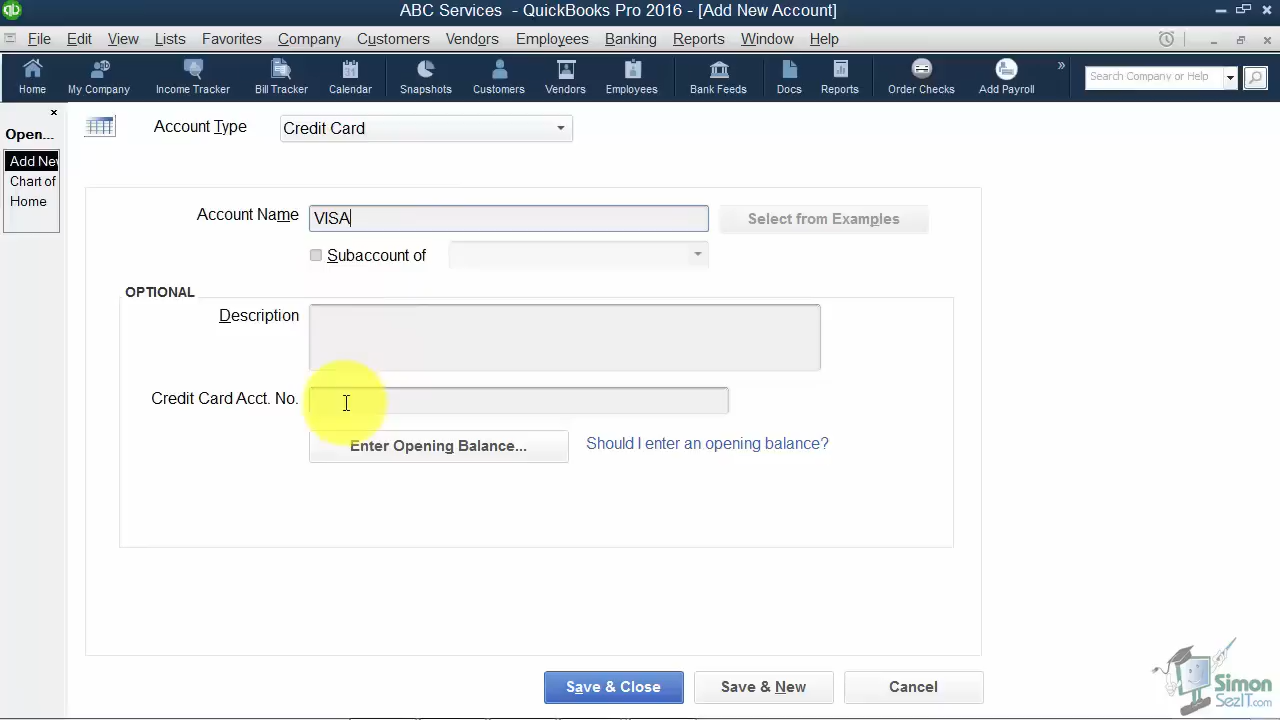 ABC Services - QuickBooks Pro 2016 - [Add New Account]
File Edit View Lists Favorites Company Customers Vendors Employees Banking Reports Window Help
Home My Company Income Tracker Bill Tracker Calendar Snapshots Customers Vendors Employees Bank Feeds Docs Reports Order Checks Add Payroll » Search Company or Help
Open...
Add New
Chart of
Home
Account Type Credit Card
Account Name VISA Select from Examples
Subaccount of
OPTIONAL
Description
Credit Card Acct. No.
Enter Opening Balance... Should I enter an opening balance?
Save & Close Save & New Cancel
Simon
SezIT.com